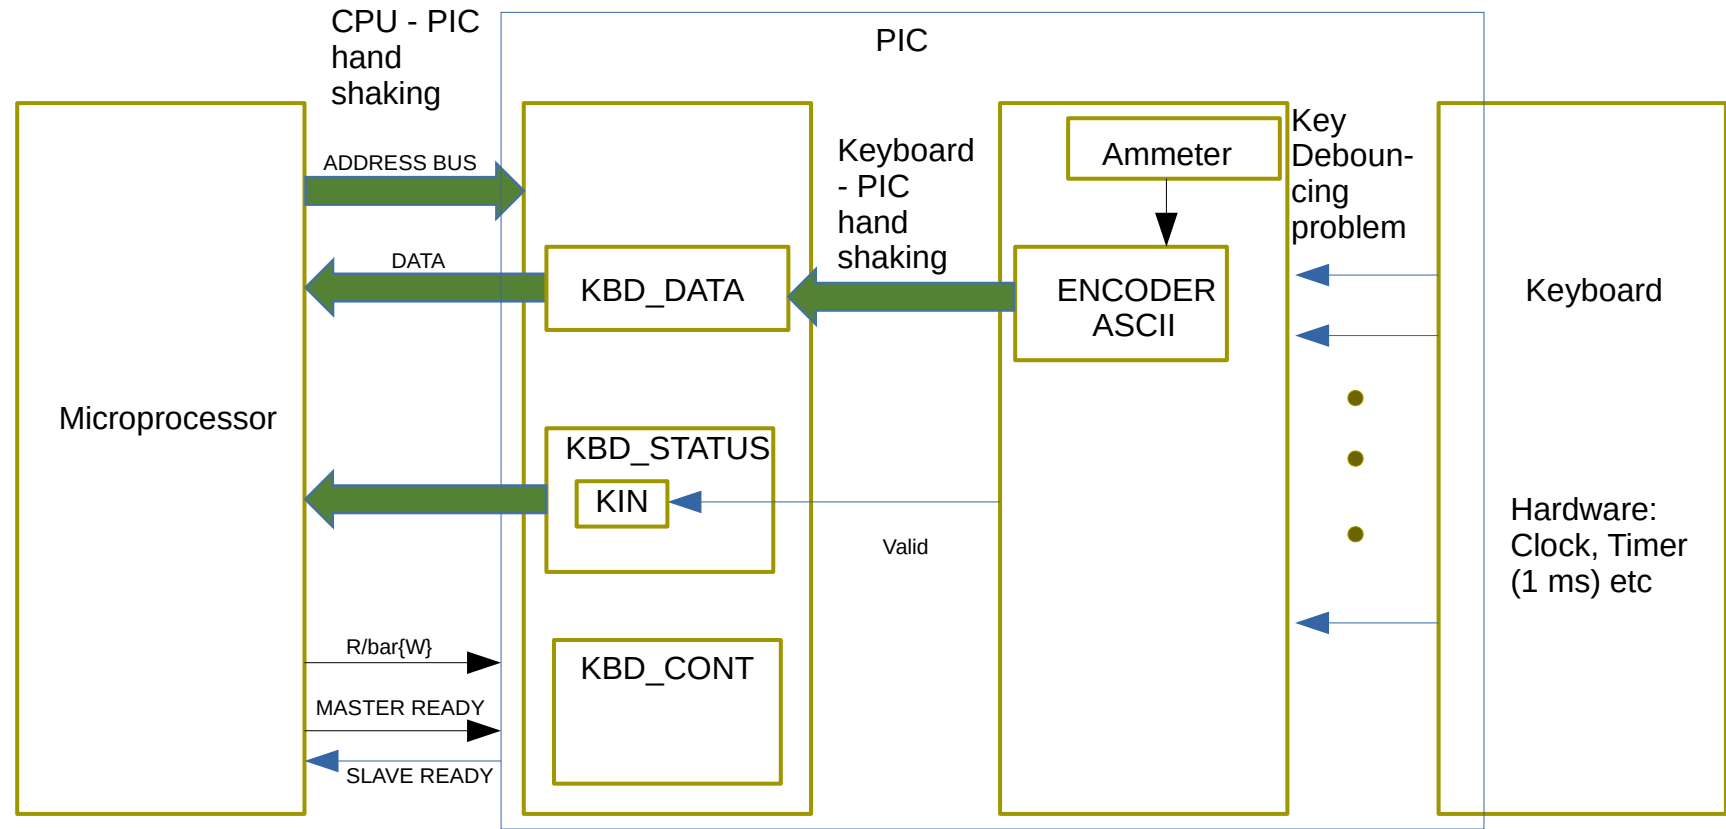 CPU - PIC
hand
shaking
PIC
ADDRESS BUS
DATA
Microprocessor
R/bar{W}
MASTER READY
SLAVE READY
KBD_DATA
KBD_STATUS
KIN
KBD_CONT
Keyboard
- PIC
hand
shaking
Valid
Ammeter
ENCODER
ASCII
Key
Deboun-
cing
problem
Keyboard
Hardware:
Clock, Timer
(1 ms) etc